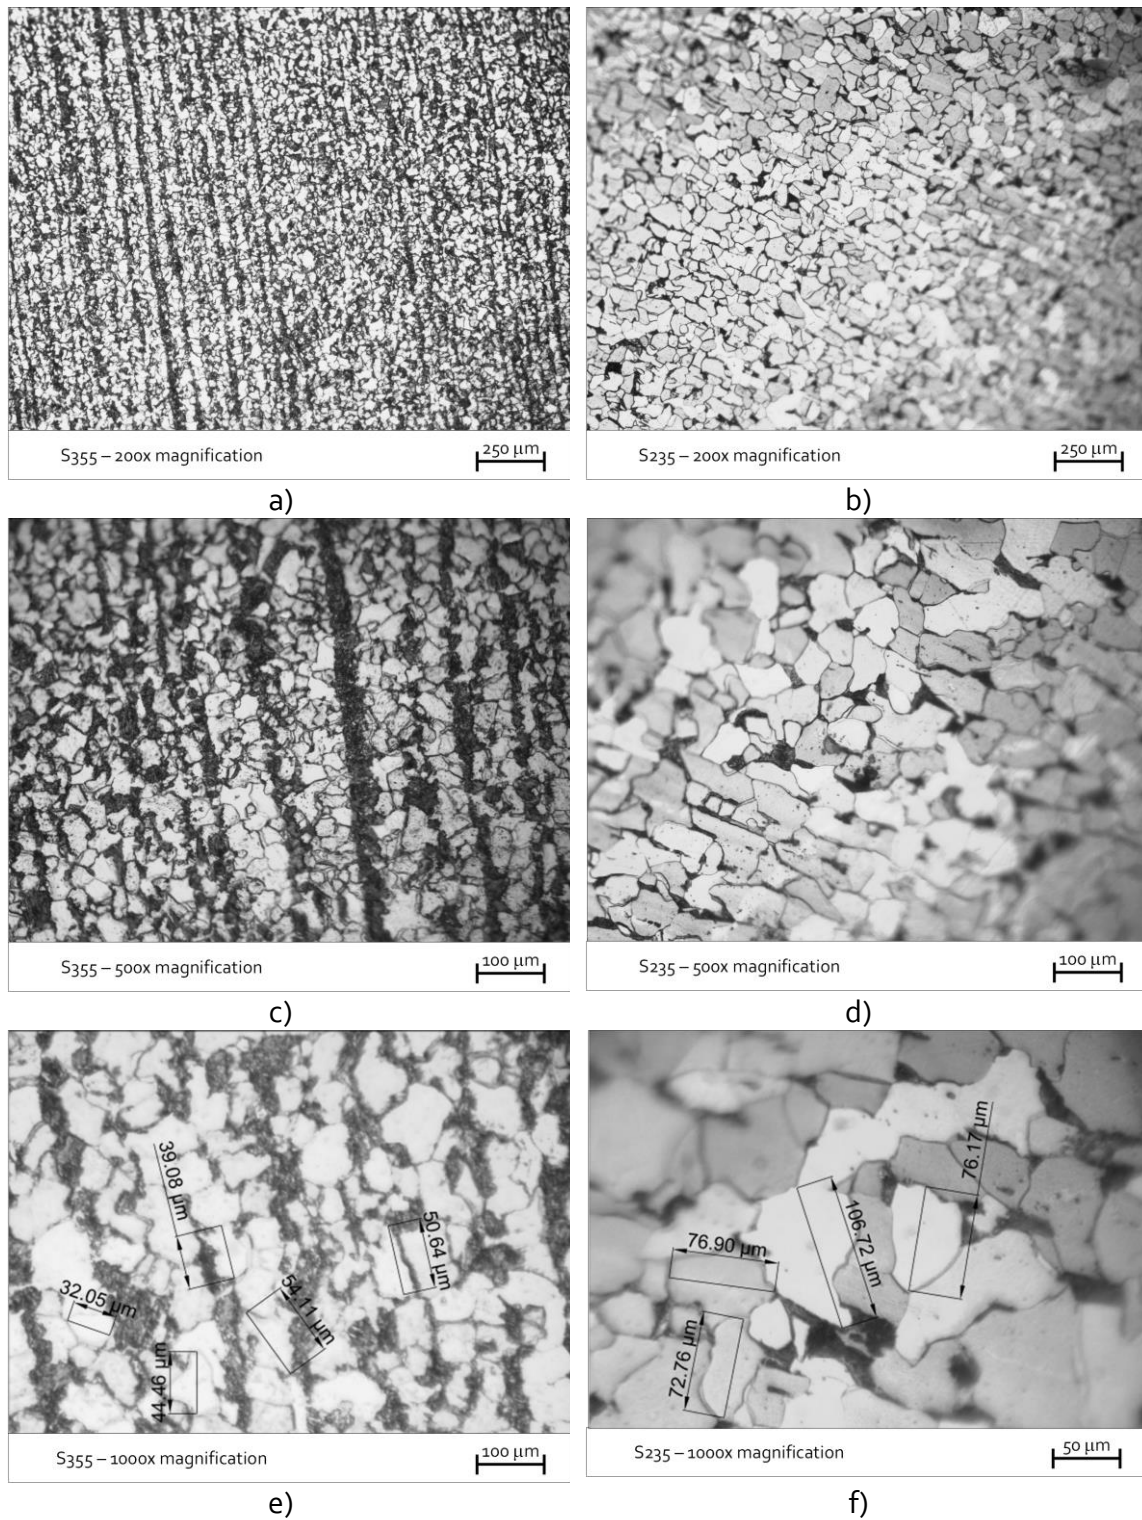 250 μm
S355 – 200x magnification
a)
250 μm
S235 – 200x magnification
b)
100 μm
S355 – 500x magnification
c)
100 μm
S235 – 500x magnification
d)
39.08 μm
50.64 μm
32.05 μm
54.11 μm
44.46 μm
100 μm
S355 – 1000x magnification
e)
76.17 μm
106.72 μm
76.90 μm
72.76 μm
50 μm
S235 – 1000x magnification
f)